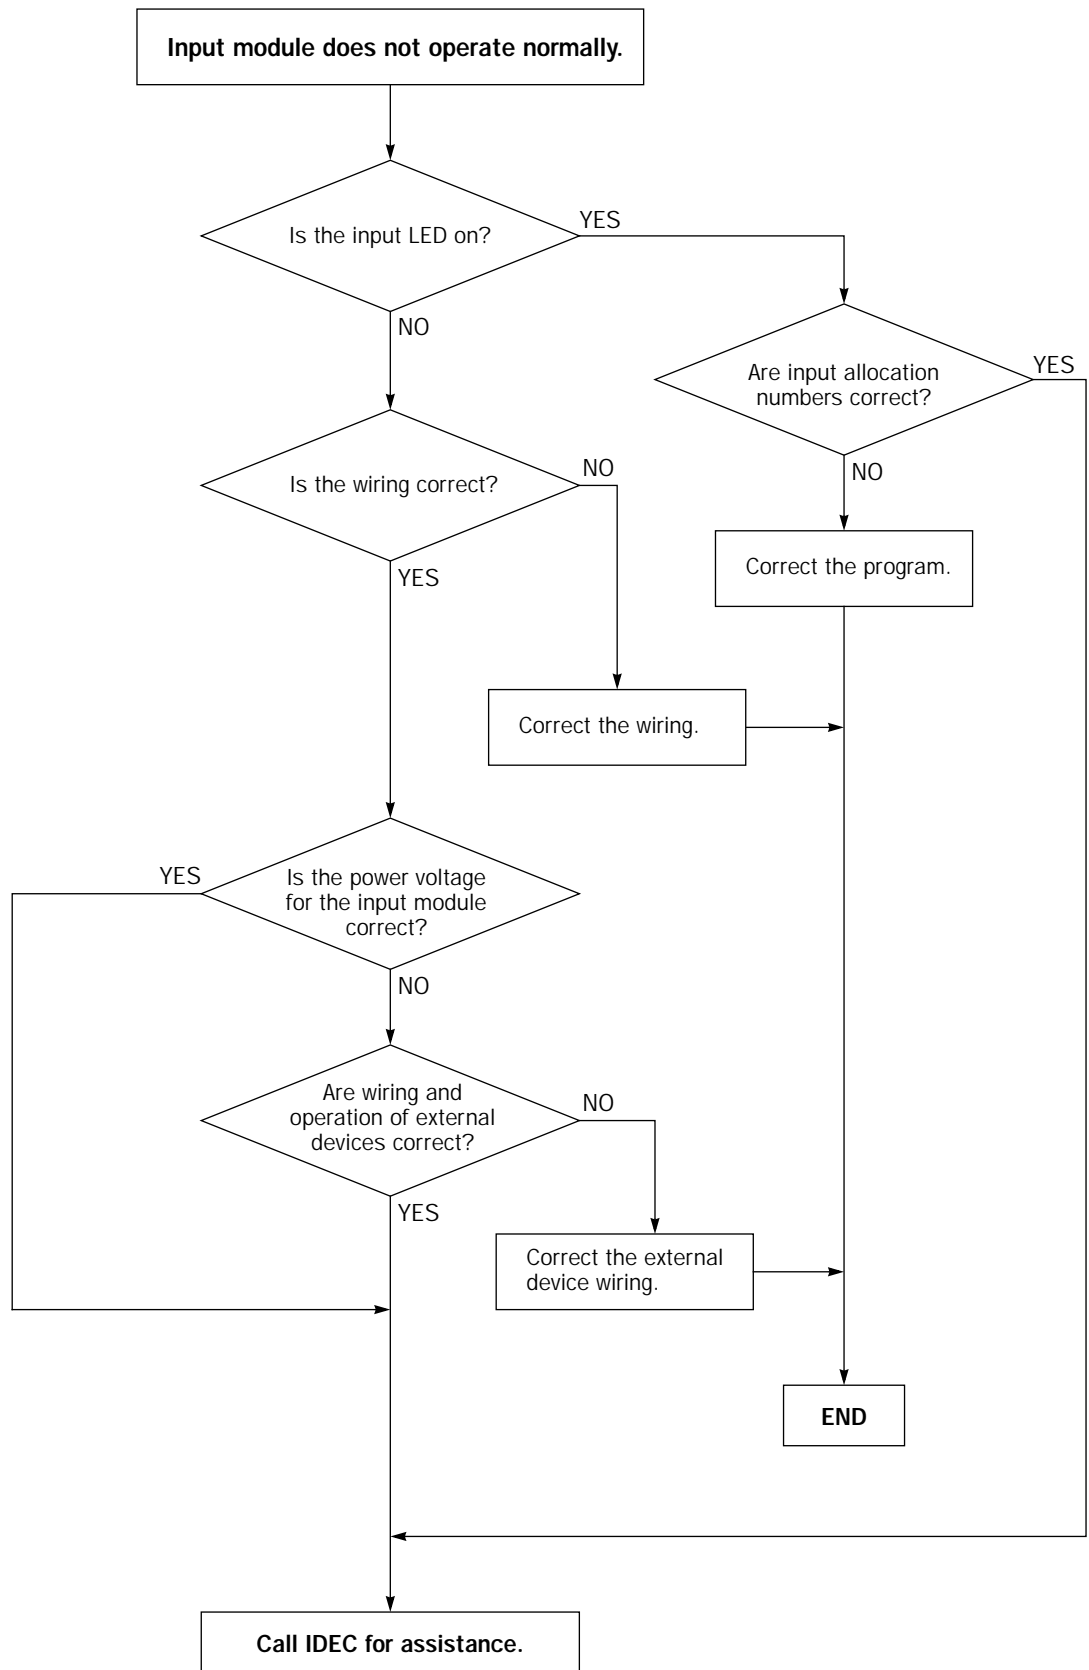 Input module does not operate normally.
Is the input LED on?
YES
NO
Are input allocation
numbers correct?
YES
NO
Is the wiring correct?
NO
YES
Correct the program.
Correct the wiring.
Is the power voltage
for the input module
correct?
YES
NO
Are wiring and
operation of external
devices correct?
NO
YES
Correct the external
device wiring.
END
Call IDEC for assistance.